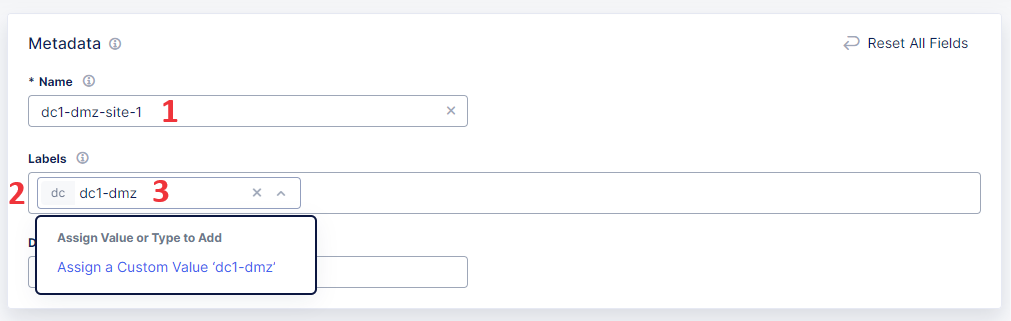 Metadata
Reset All Fields
* Name
dc1-dmz-site-1 1
Labels
2 dc dc1-dmz 3
D
Assign Value or Type to Add
Assign a Custom Value ‘dc1-dmz’